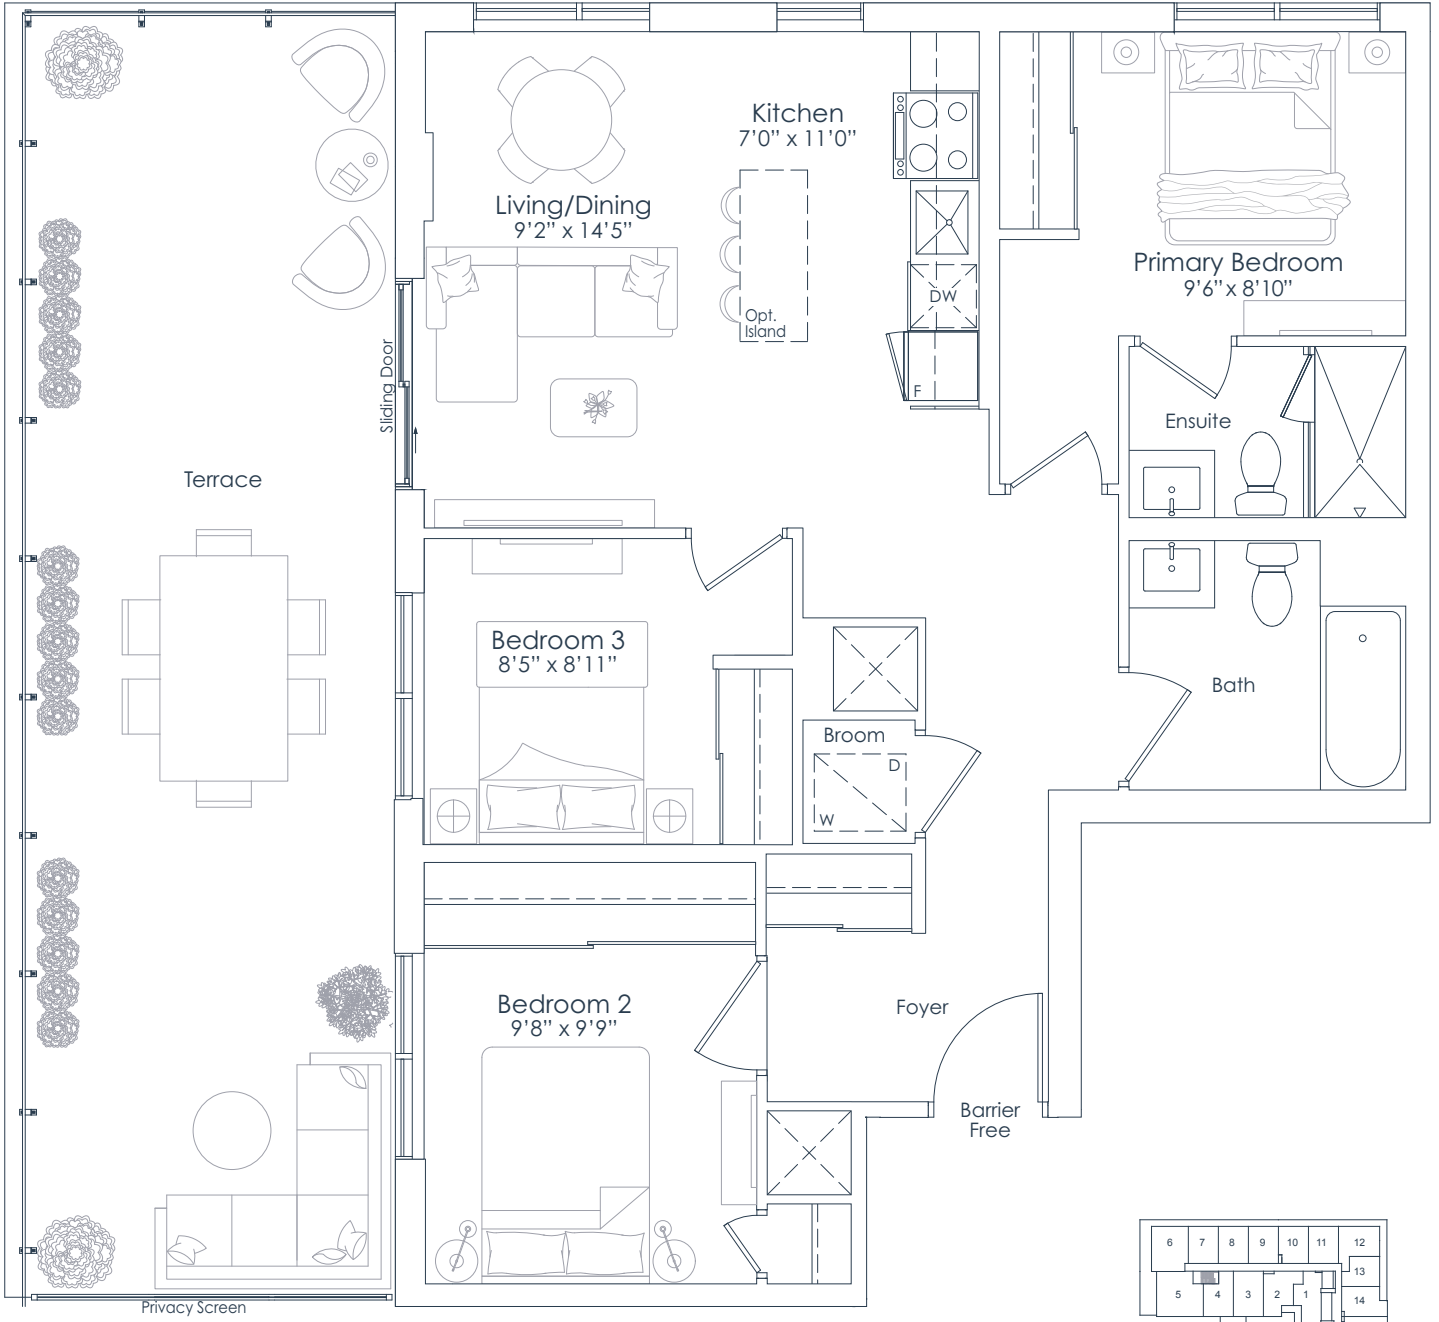 Kitchen
7’0” x 11’0”
Living/Dining
9’2” x 14’5”
Primary Bedroom
9’6” x 8’10”
DW
Opt.
Island
Sliding Door
F
Ensuite
Terrace
Bedroom 3
8’5” x 8’11”
Bath
Broom
D
W
Bedroom 2
9’8” x 9’9”
Foyer
Barrier
Free
6 7 8 9 10 11 12
13
5 4 3 2 1 14
Privacy Screen